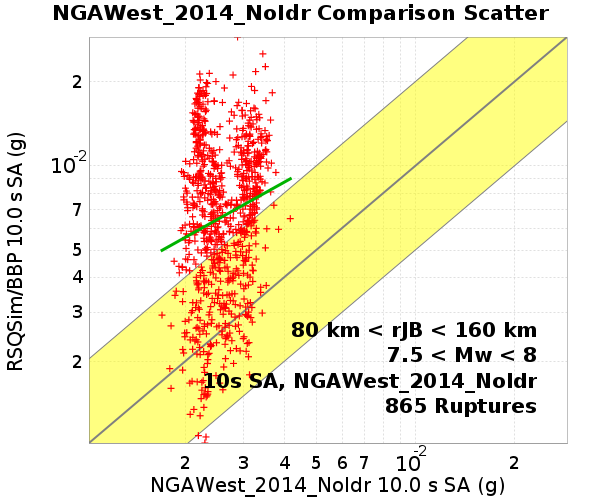 NGAWest_2014_NoIdr Comparison Scatter
RSQSim/BBP 10.0 s SA (g)
2
10-2
7
5
4
3
2
80 km < rJB < 160 km
7.5 < Mw < 8
10s SA, NGAWest_2014_NoIdr
865 Ruptures
2 3 4 5 6 7 10-2 2
NGAWest_2014_NoIdr 10.0 s SA (g)